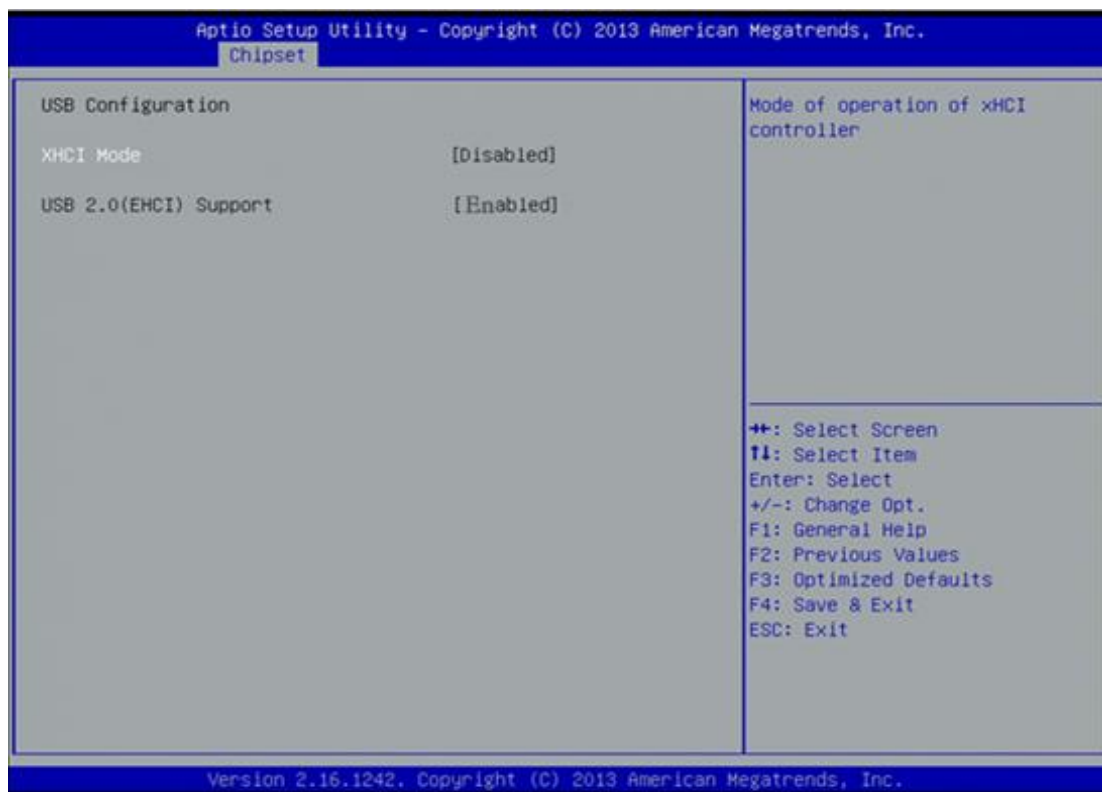 Aptio Setup Utility – Copyright (C) 2013 American Megatrends, Inc.
Chipset
USB Configuration
XHCI Mode [Disabled]
USB 2.0(EHCI) Support [Enabled]
Mode of operation of xHCI
controller
→←: Select Screen
↑↓: Select Item
Enter: Select
+/-: Change Opt.
F1: General Help
F2: Previous Values
F3: Optimized Defaults
F4: Save & Exit
ESC: Exit
Version 2.16.1242. Copyright (C) 2013 American Megatrends, Inc.